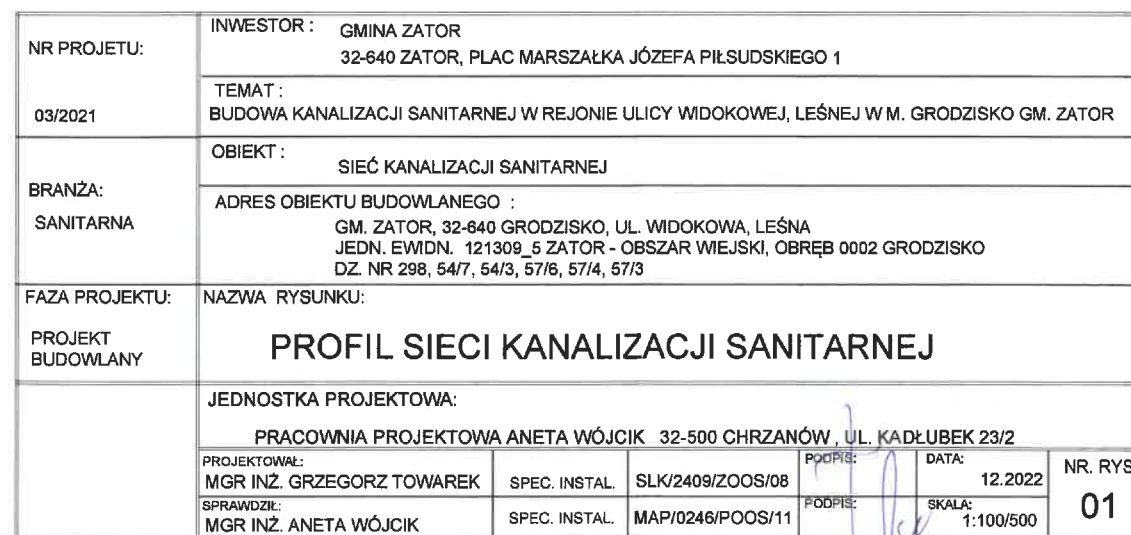 NR PROJETU:
03/2021
INWESTOR : GMINA ZATOR
32-640 ZATOR, PLAC MARSZAŁKA JÓZEFA PIŁSUDSKIEGO 1
TEMAT :
BUDOWA KANALIZACJI SANITARNEJ W REJONIE ULICY WIDOKOWEJ, LEŚNEJ W M. GRODZISKO GM. ZATOR
BRANŻA:
SANITARNA
OBIEKT :
SIEĆ KANALIZACJI SANITARNEJ
ADRES OBIEKTU BUDOWLANEGO :
GM. ZATOR, 32-640 GRODZISKO, UL. WIDOKOWA, LEŚNA
JEDN. EWIDN. 121309_5 ZATOR - OBSZAR WIEJSKI, OBRĘB 0002 GRODZISKO
DZ. NR 298, 54/7, 54/3, 57/6, 57/4, 57/3
FAZA PROJEKTU:
PROJEKT
BUDOWLANY
NAZWA RYSUNKU:
PROFIL SIECI KANALIZACJI SANITARNEJ
JEDNOSTKA PROJEKTOWA:
PRACOWNIA PROJEKTOWA ANETA WÓJCIK 32-500 CHRZANÓW , UL. KADŁUBEK 23/2
PROJEKTOWAŁ:
MGR INŻ. GRZEGORZ TOWAREK SPEC. INSTAL. SLK/2409/ZOOS/08
PODPIS:
DATA:
12.2022
SPRAWDZIŁ:
MGR INŻ. ANETA WÓJCIK SPEC. INSTAL. MAP/0246/POOS/11
PODPIS:
SKALA:
1:100/500
NR. RYS
01